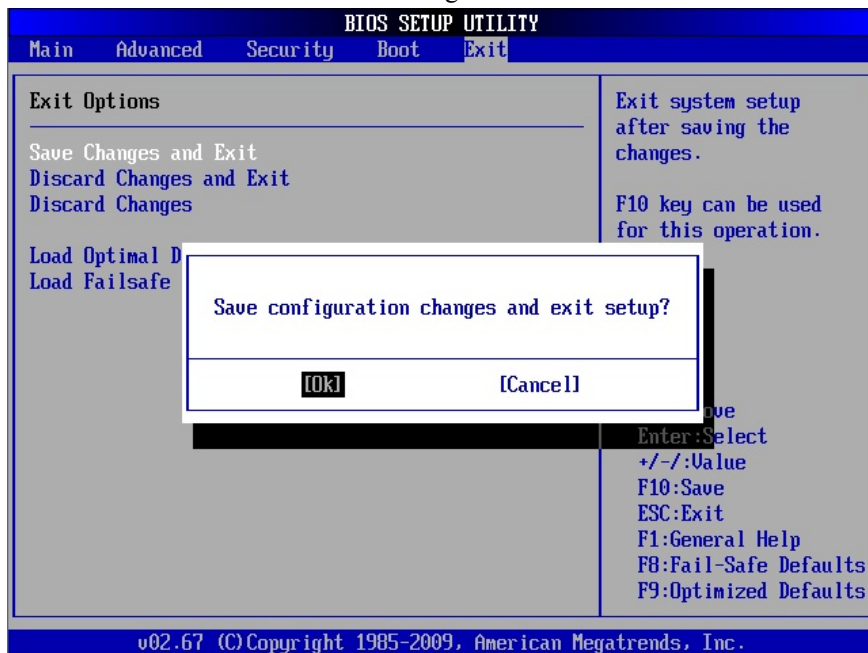 BIOS SETUP UTILITY
Main Advanced Security Boot Exit
Exit Options
Save Changes and Exit
Discard Changes and Exit
Discard Changes
Load Optimal D
Load Failsafe
Exit system setup
after saving the
changes.
F10 key can be used
for this operation.
Save configuration changes and exit setup?
[Ok] [Cancel]
Enter:Select
+/-/:Value
F10:Save
ESC:Exit
F1:General Help
F8:Fail-Safe Defaults
F9:Optimized Defaults
v02.67 (C)Copyright 1985-2009, American Megatrends, Inc.